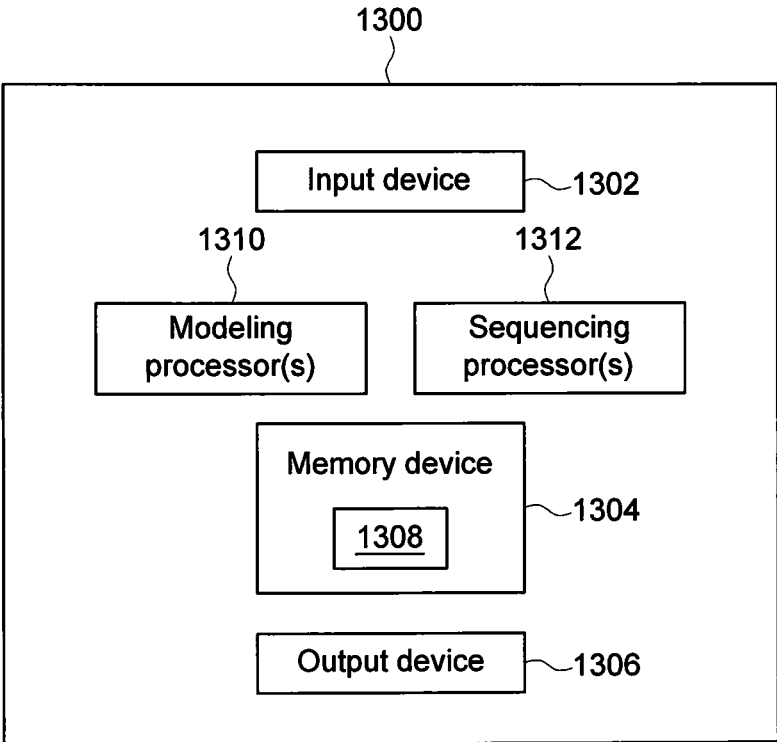 1300
Input device
1302
1310
1312
Modeling
processor(s)
Sequencing
processor(s)
Memory device
1304
1308
Output device
1306